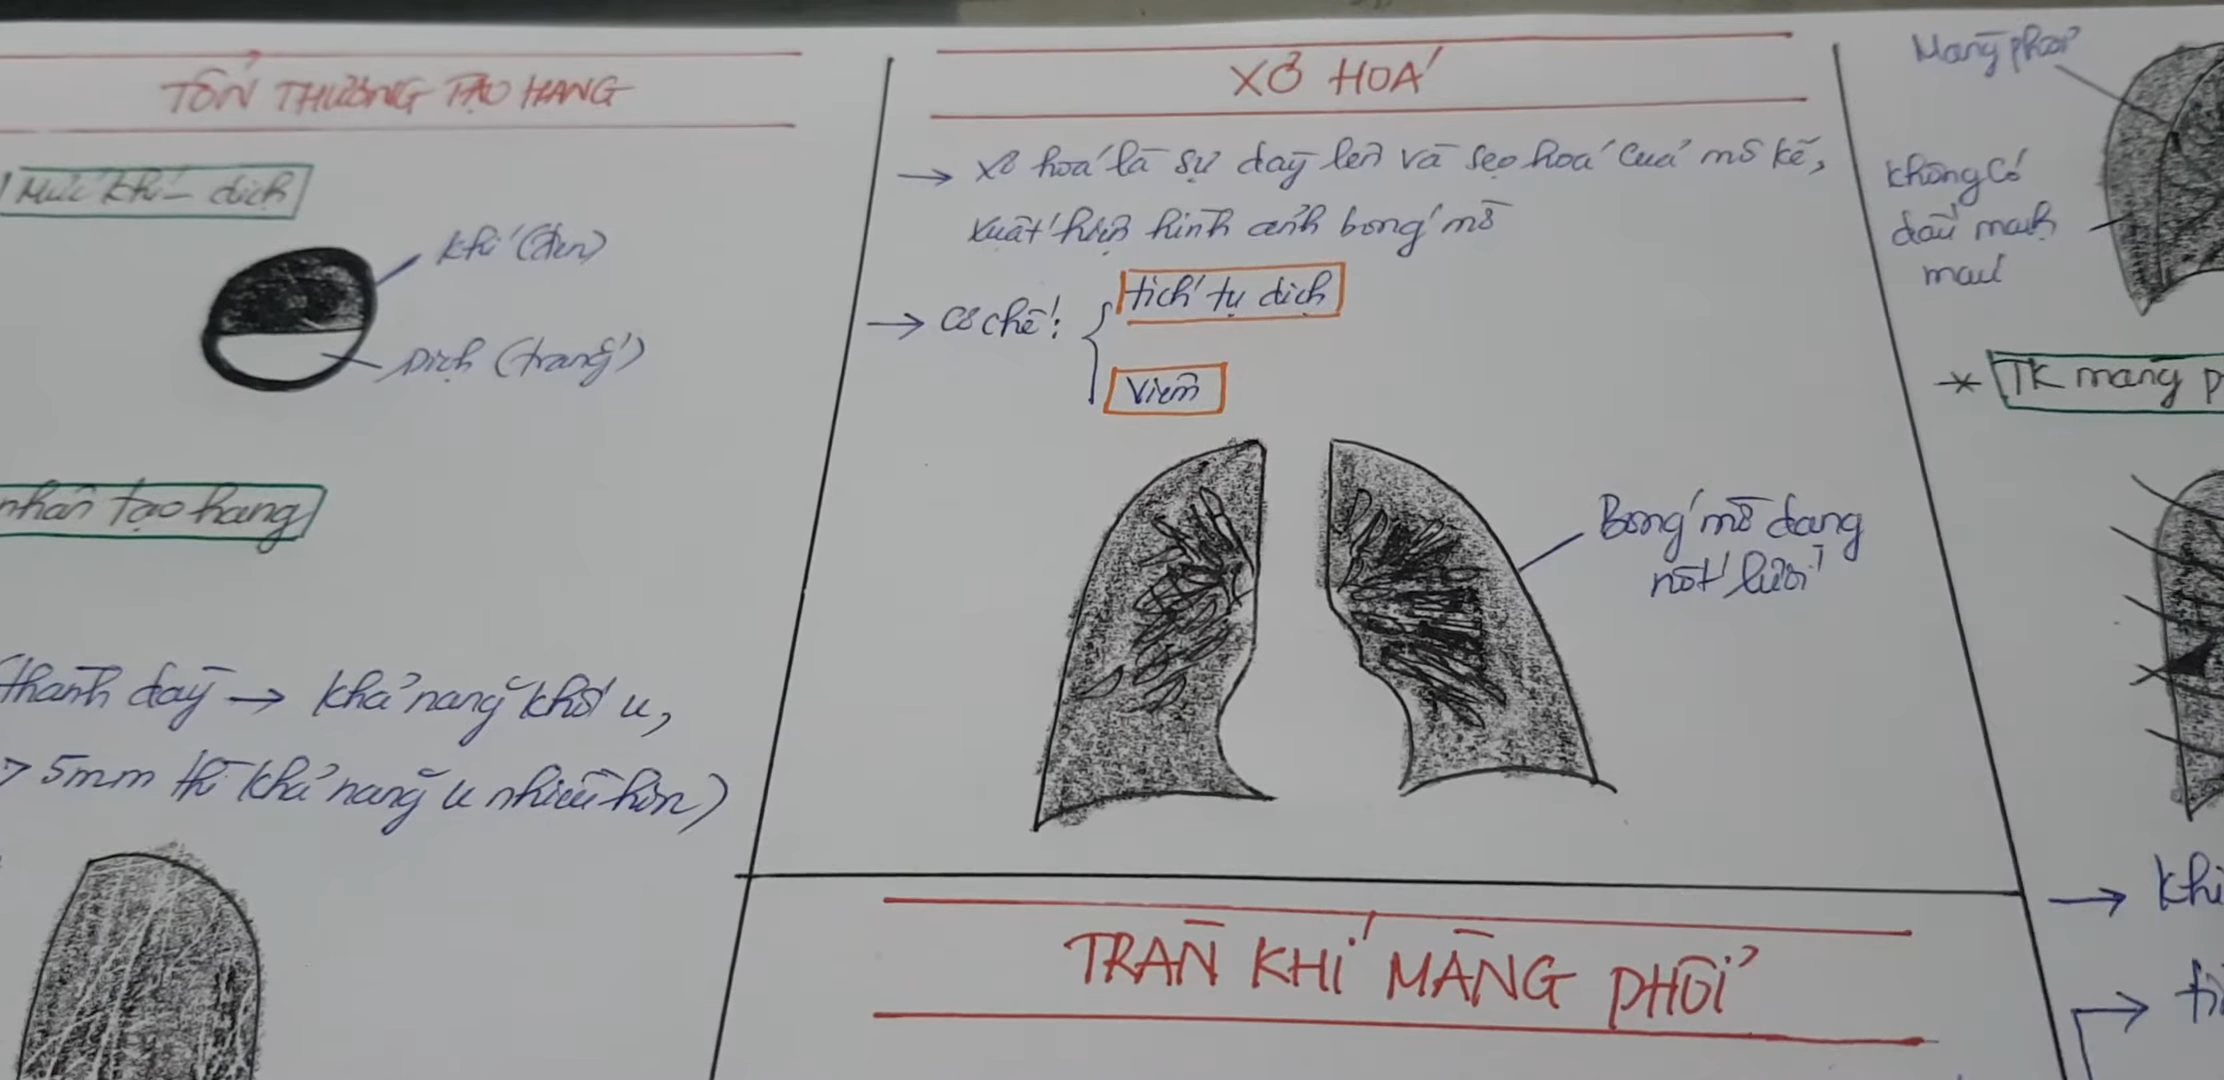 TỔN THƯƠNG TẠO HANG
Mức khí - dịch
khí (đen)
Dịch (trắng)
nhân tạo hang
(thành dày → khả năng khối u,
> 5mm thì khả năng u nhiều hơn)
XƠ HOÁ
→ Xơ hoá là sự dày lên và sẹo hoá của mô kẽ,
xuất hiện hình ảnh bóng mờ
→ Cơ chế:
tích tụ dịch
Viêm
Bóng mờ dạng
nốt lưới
TRÀN KHÍ MÀNG PHỔI
Màng phổi
không có
dấu mạch
máu
* TK màng p
→ khí